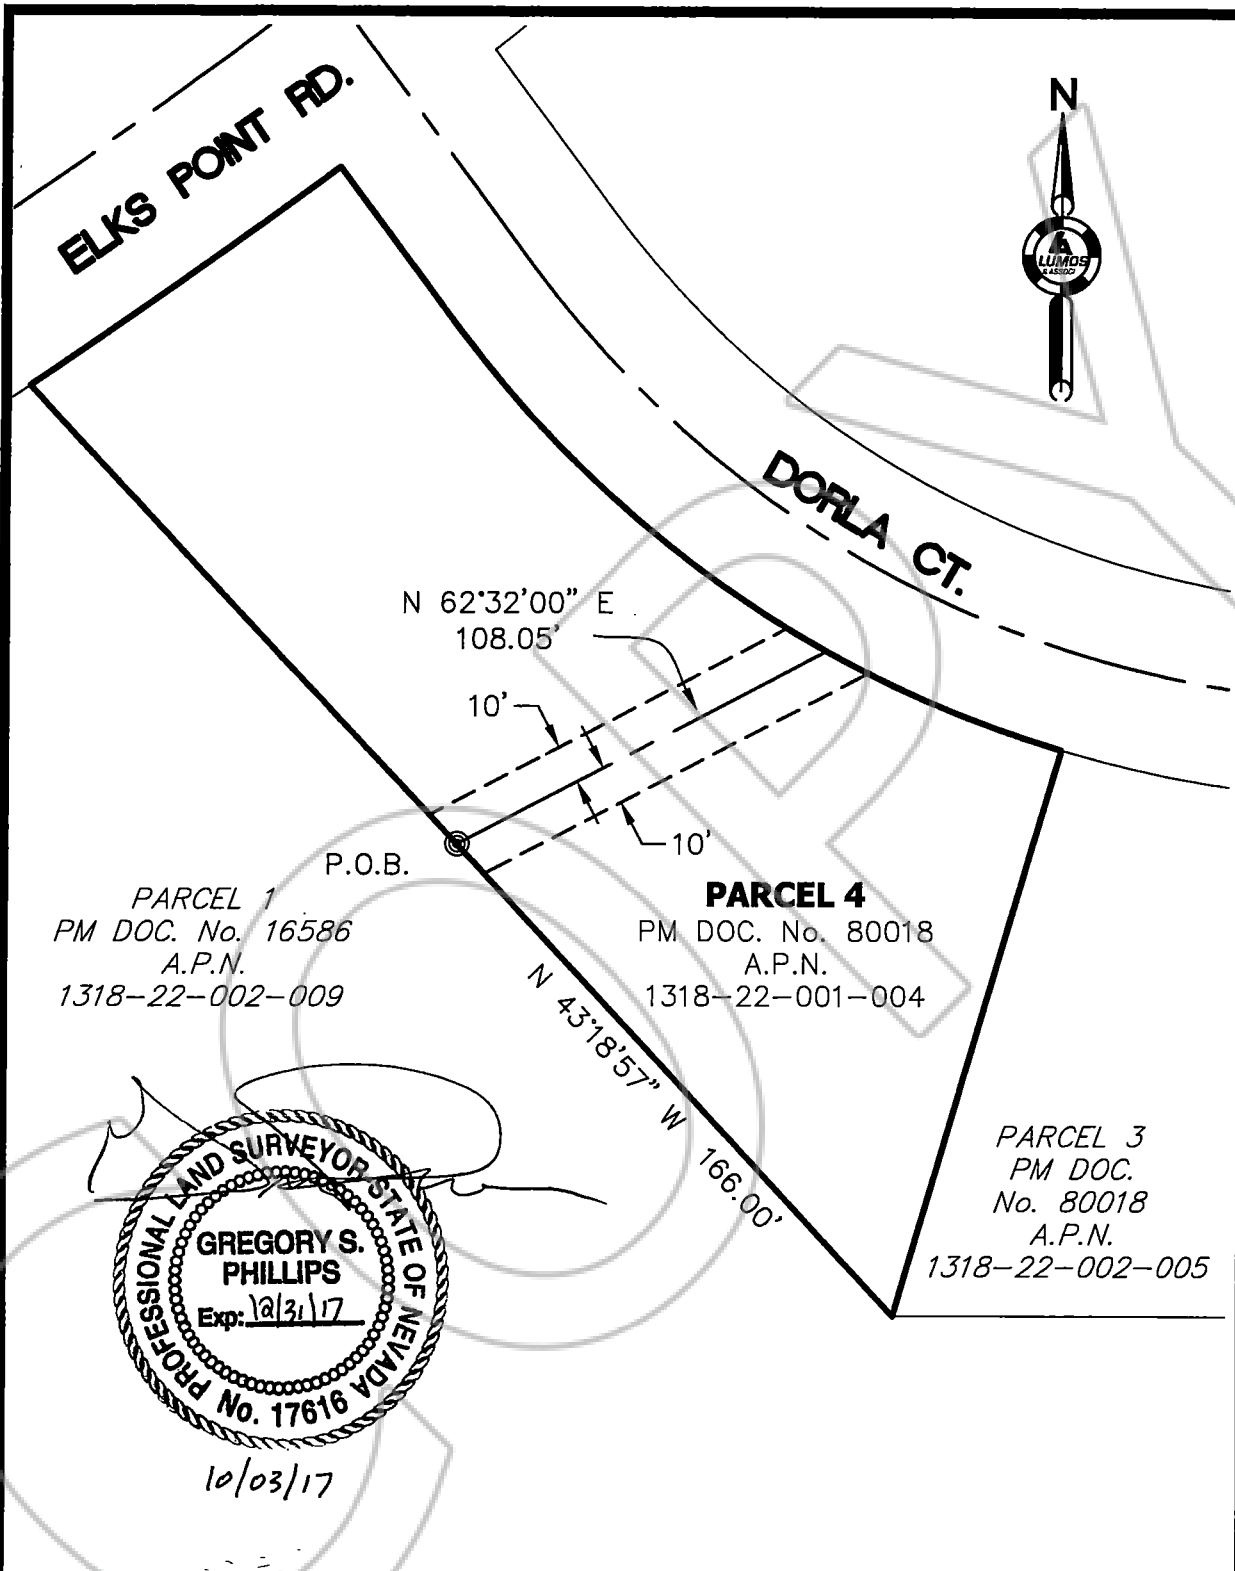 ELKS POINT RD.
N
LUMOS
& ASSOCI
DORLA CT.
N 62°32'00" E
108.05'
10'
10'
P.O.B.
PARCEL 1
PM DOC. No. 16586
A.P.N.
1318-22-002-009
PARCEL 4
PM DOC. No. 80018
A.P.N.
1318-22-001-004
N 43°18'57" W 166.00'
PARCEL 3
PM DOC.
No. 80018
A.P.N.
1318-22-002-005
PROFESSIONAL LAND SURVEYOR-STATE OF NEVADA
GREGORY S.
PHILLIPS
Exp: 12/31/17
No. 17616
10/03/17
COPY